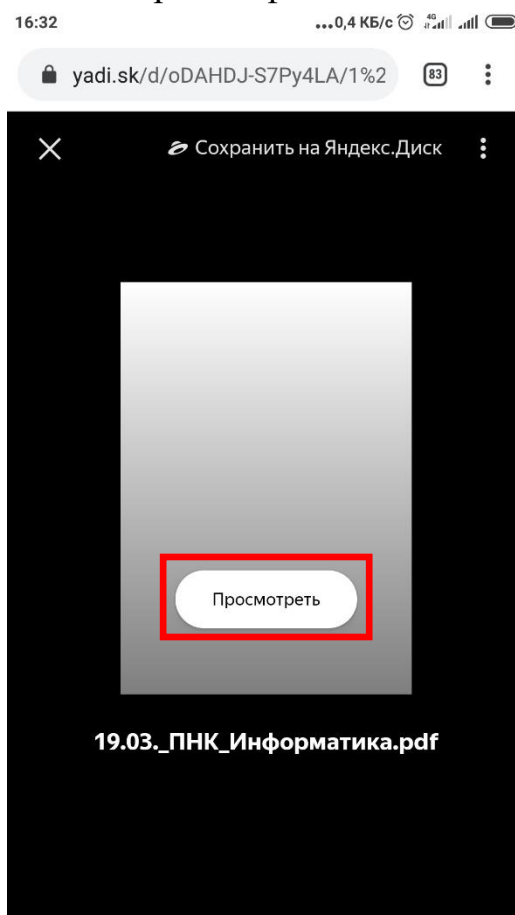 16:32
...0,4 КБ/с 4G
yadi.sk/d/oDAHDJ-S7Py4LA/1%2 83
Сохранить на Яндекс.Диск
Просмотреть
19.03._ПНК_Информатика.pdf